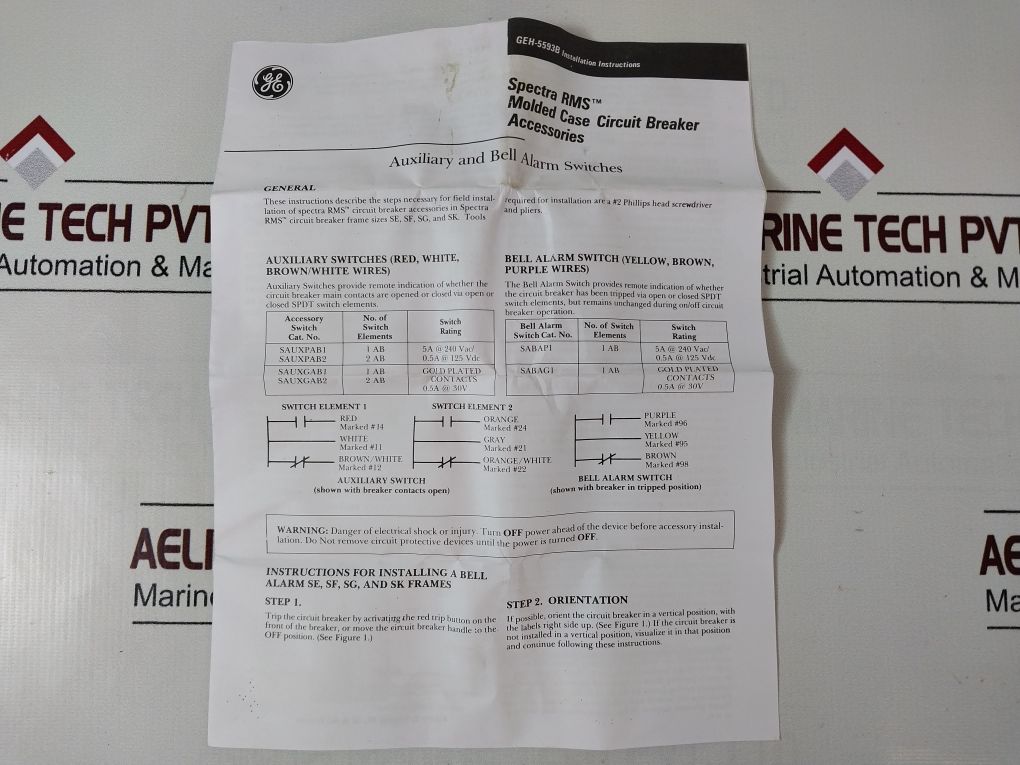 GEH-5593B Installation Instructions
GE
Spectra RMS™
Molded Case Circuit Breaker
Accessories
Auxiliary and Bell Alarm Switches
GENERAL
These instructions describe the steps necessary for field instal-
lation of spectra RMS™ circuit breaker accessories in Spectra
RMS™ circuit breaker frame sizes SE, SF, SG, and SK. Tools
required for installation are a #2 Phillips head screwdriver
and pliers.
AUXILIARY SWITCHES (RED, WHITE,
BROWN/WHITE WIRES)
Auxiliary Switches provide remote indication of whether the
circuit breaker main contacts are opened or closed via open or
closed SPDT switch elements.
Accessory Switch Cat. No. No. of Switch Elements Switch Rating
SAUXPAB1 1 AB 5A @ 240 Vac/
SAUXPAB2 2 AB 0.5A @ 125 Vdc
SAUXGAB1 1 AB GOLD PLATED
SAUXGAB2 2 AB CONTACTS
0.5A @ 30V
BELL ALARM SWITCH (YELLOW, BROWN,
PURPLE WIRES)
The Bell Alarm Switch provides remote indication of whether
the circuit breaker has been tripped via open or closed SPDT
switch elements, but remains unchanged during on/off circuit
breaker operation.
Bell Alarm Switch Cat. No. No. of Switch Elements Switch Rating
SABAP1 1 AB 5A @ 240 Vac/
0.5A @ 125 Vdc
SABAG1 1 AB GOLD PLATED
CONTACTS
0.5A @ 30V
SWITCH ELEMENT 1
RED
Marked #14
WHITE
Marked #11
BROWN/WHITE
Marked #12
SWITCH ELEMENT 2
ORANGE
Marked #24
GRAY
Marked #21
ORANGE/WHITE
Marked #22
AUXILIARY SWITCH
(shown with breaker contacts open)
PURPLE
Marked #96
YELLOW
Marked #95
BROWN
Marked #98
BELL ALARM SWITCH
(shown with breaker in tripped position)
WARNING: Danger of electrical shock or injury. Turn OFF power ahead of the device before accessory instal-
lation. Do Not remove circuit protective devices until the power is turned OFF.
INSTRUCTIONS FOR INSTALLING A BELL
ALARM SE, SF, SG, AND SK FRAMES
STEP 1.
Trip the circuit breaker by activating the red trip button on the
front of the breaker, or move the circuit breaker handle to the
OFF position. (See Figure 1.)
STEP 2. ORIENTATION
If possible, orient the circuit breaker in a vertical position, with
the labels right side up. (See Figure 1.) If the circuit breaker is
not installed in a vertical position, visualize it in that position
and continue following these instructions.
NE TECH PVT
Automation & Ma
RINE TECH PVT
trial Automation & M
AELI
Marine
AE
Ma